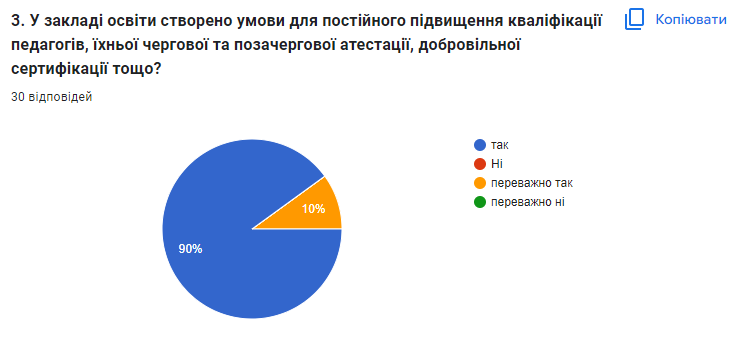 3. У закладі освіти створено умови для постійного підвищення кваліфікації
педагогів, їхньої чергової та позачергової атестації, добровільної
сертифікації тощо?
Копіювати
30 відповідей
так
Ні
переважно так
переважно ні
10%
90%